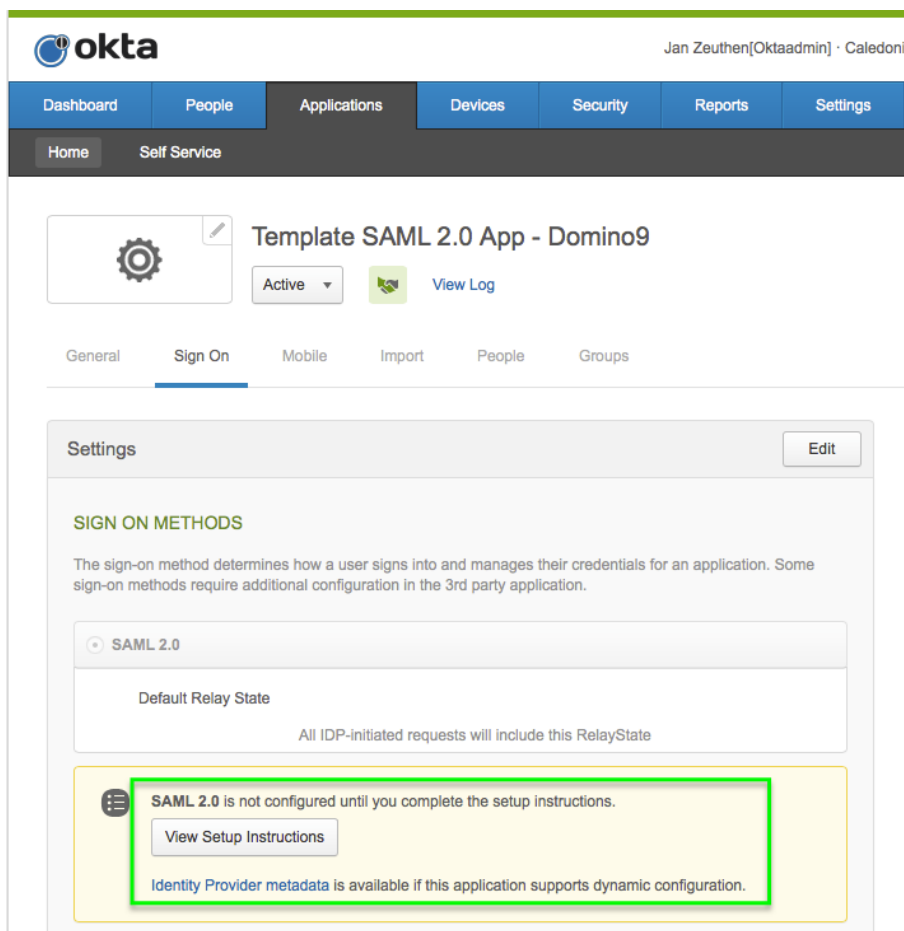 okta
Jan Zeuthen[Oktaadmin] · Caledoni
Dashboard People Applications Devices Security Reports Settings
Home Self Service
Template SAML 2.0 App - Domino9
Active View Log
General Sign On Mobile Import People Groups
Settings Edit
SIGN ON METHODS
The sign-on method determines how a user signs into and manages their credentials for an application. Some
sign-on methods require additional configuration in the 3rd party application.
SAML 2.0
Default Relay State
All IDP-initiated requests will include this RelayState
SAML 2.0 is not configured until you complete the setup instructions.
View Setup Instructions
Identity Provider metadata is available if this application supports dynamic configuration.